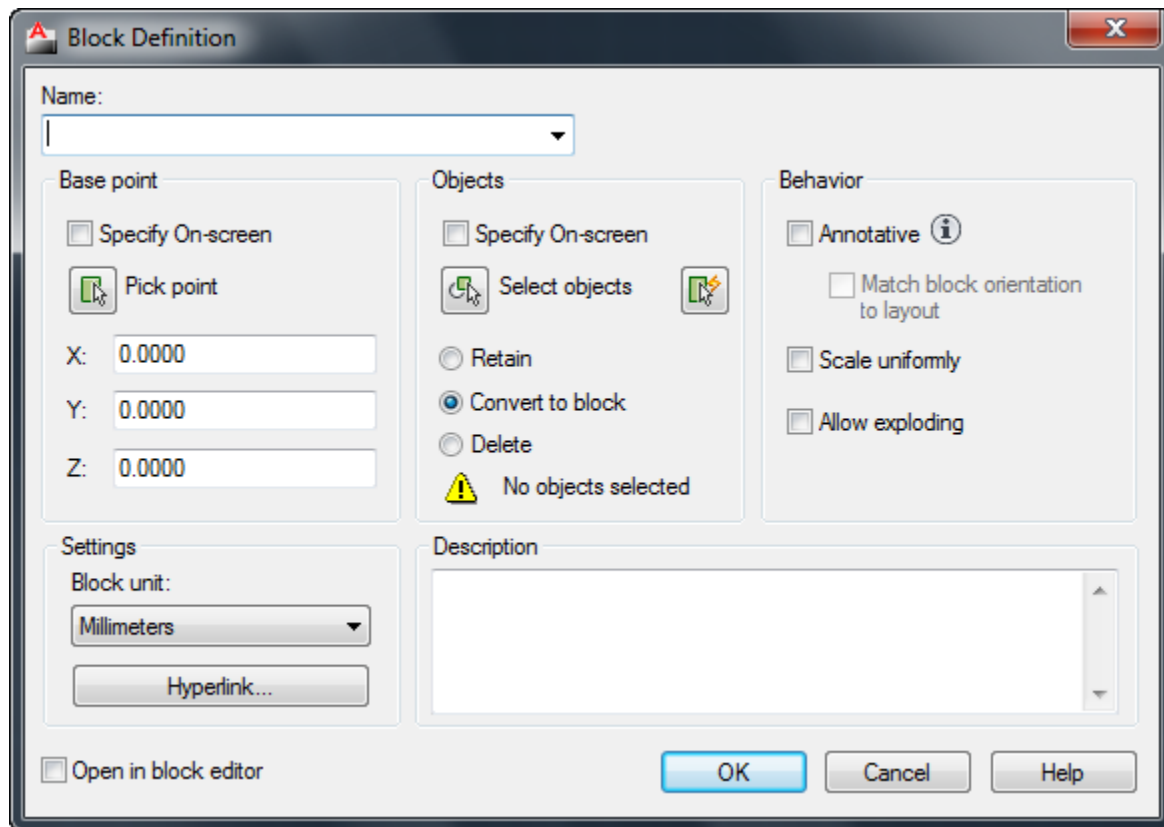 Block Definition
Name:
Base point
Specify On-screen
Pick point
X: 0.0000
Y: 0.0000
Z: 0.0000
Objects
Specify On-screen
Select objects
Retain
Convert to block
Delete
No objects selected
Behavior
Annotative
Match block orientation
to layout
Scale uniformly
Allow exploding
Settings
Block unit:
Millimeters
Hyperlink...
Description
Open in block editor
OK
Cancel
Help